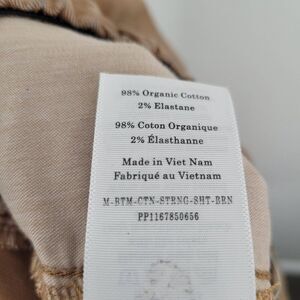 98% Organic Cotton
2% Elastane
98% Coton Organique
2% Élasthanne
Made in Viet Nam
Fabriqué au Vietnam
M-BTM-CTN-STRNG-SHT-BRN
PP1167850656